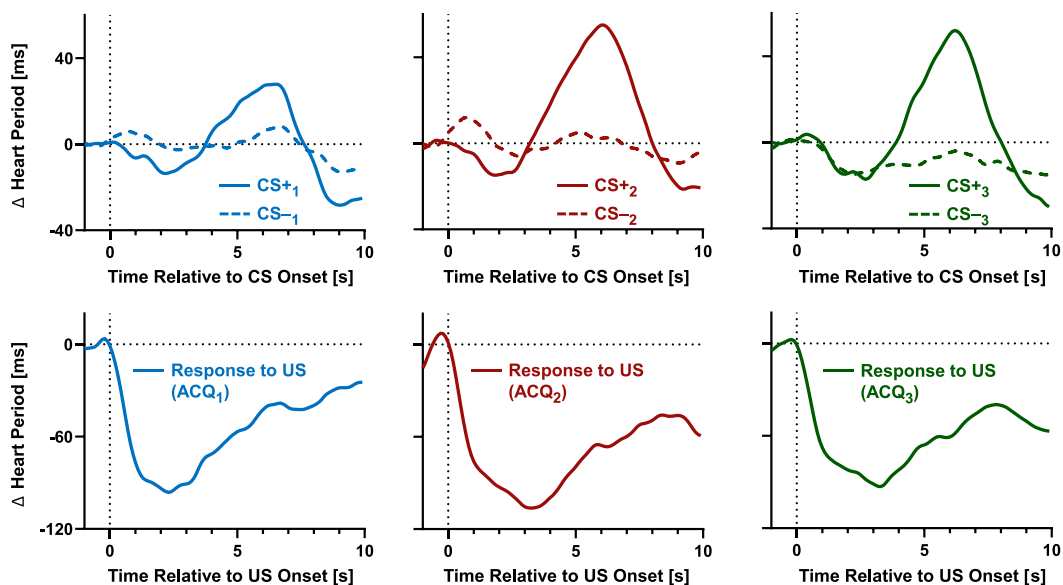 Δ Heart Period [ms]
40
0
-40
CS+₁
CS–₁
0 5 10
Time Relative to CS Onset [s]
CS+₂
CS–₂
0 5 10
Time Relative to CS Onset [s]
CS+₃
CS–₃
0 5 10
Time Relative to CS Onset [s]
Δ Heart Period [ms]
0
-60
-120
Response to US
(ACQ₁)
0 5 10
Time Relative to US Onset [s]
Response to US
(ACQ₂)
0 5 10
Time Relative to US Onset [s]
Response to US
(ACQ₃)
0 5 10
Time Relative to US Onset [s]